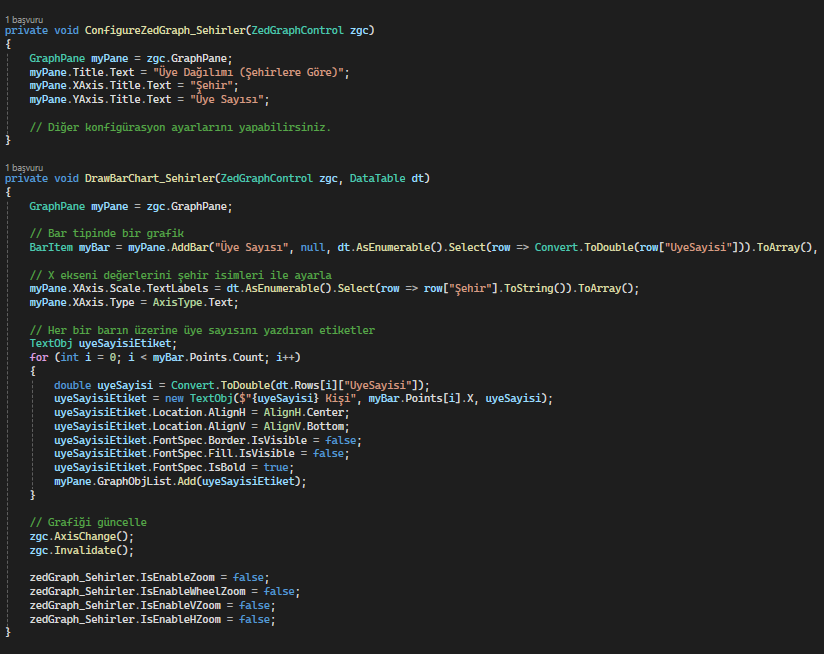 1 başvuru
private void ConfigureZedGraph_Sehirler(ZedGraphControl zgc)
{
    GraphPane myPane = zgc.GraphPane;
    myPane.Title.Text = "Üye Dağılımı (Şehirlere Göre)";
    myPane.XAxis.Title.Text = "Şehir";
    myPane.YAxis.Title.Text = "Üye Sayısı";

    // Diğer konfigürasyon ayarlarını yapabilirsiniz.
}

1 başvuru
private void DrawBarChart_Sehirler(ZedGraphControl zgc, DataTable dt)
{
    GraphPane myPane = zgc.GraphPane;

    // Bar tipinde bir grafik
    BarItem myBar = myPane.AddBar("Üye Sayısı", null, dt.AsEnumerable().Select(row => Convert.ToDouble(row["UyeSayisi"])).ToArray(),

    // X ekseni değerlerini şehir isimleri ile ayarla
    myPane.XAxis.Scale.TextLabels = dt.AsEnumerable().Select(row => row["Şehir"].ToString()).ToArray();
    myPane.XAxis.Type = AxisType.Text;

    // Her bir barın üzerine üye sayısını yazdıran etiketler
    TextObj uyeSayisiEtiket;
    for (int i = 0; i < myBar.Points.Count; i++)
    {
        double uyeSayisi = Convert.ToDouble(dt.Rows[i]["UyeSayisi"]);
        uyeSayisiEtiket = new TextObj($"{uyeSayisi} Kişi", myBar.Points[i].X, uyeSayisi);
        uyeSayisiEtiket.Location.AlignH = AlignH.Center;
        uyeSayisiEtiket.Location.AlignV = AlignV.Bottom;
        uyeSayisiEtiket.FontSpec.Border.IsVisible = false;
        uyeSayisiEtiket.FontSpec.Fill.IsVisible = false;
        uyeSayisiEtiket.FontSpec.IsBold = true;
        myPane.GraphObjList.Add(uyeSayisiEtiket);
    }

    // Grafiği güncelle
    zgc.AxisChange();
    zgc.Invalidate();

    zedGraph_Sehirler.IsEnableZoom = false;
    zedGraph_Sehirler.IsEnableWheelZoom = false;
    zedGraph_Sehirler.IsEnableVZoom = false;
    zedGraph_Sehirler.IsEnableHZoom = false;
}